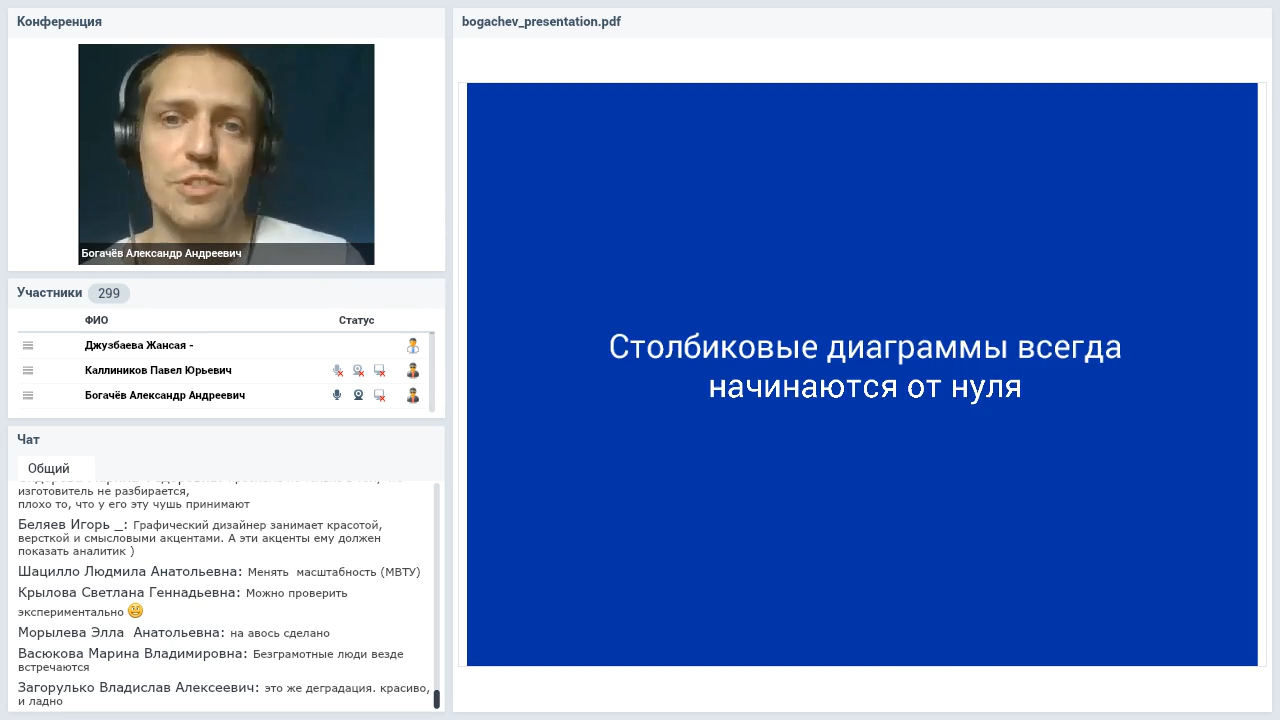 Конференция
Богачёв Александр Андреевич
Участники 299
ФИО Статус
Джузбаева Жансая -
Каллиников Павел Юрьевич
Богачёв Александр Андреевич
Чат
Общий
изготовитель не разбирается,
плохо то, что у его эту чушь принимают
Беляев Игорь _: Графический дизайнер занимает красотой,
версткой и смысловыми акцентами. А эти акценты ему должен
показать аналитик )
Шацилло Людмила Анатольевна: Менять масштабность (МВТУ)
Крылова Светлана Геннадьевна: Можно проверить
экспериментально
Морылева Элла Анатольевна: на авось сделано
Васюкова Марина Владимировна: Безграмотные люди везде
встречаются
Загорулько Владислав Алексеевич: это же деградация. красиво,
и ладно
bogachev_presentation.pdf
Столбиковые диаграммы всегда
начинаются от нуля